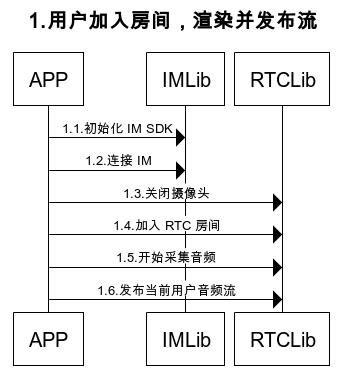 1.用户加入房间，渲染并发布流
APP
IMLib
RTCLib
1.1.初始化 IM SDK
1.2.连接 IM
1.3.关闭摄像头
1.4.加入 RTC 房间
1.5.开始采集音频
1.6.发布当前用户音频流
APP
IMLib
RTCLib